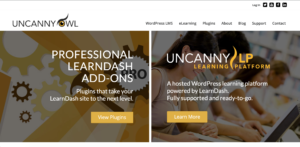 Log in
UNCANNY OWL
WordPress LMS eLearning Plugins About Blog Support Contact
PROFESSIONAL
LEARNDASH
ADD-ONS
Plugins that take your
LearnDash site to the next level.
View Plugins
UNCANNY LP
LEARNING PLATFORM
A hosted WordPress learning platform
powered by LearnDash.
Fully supported and ready-to-go.
Learn More